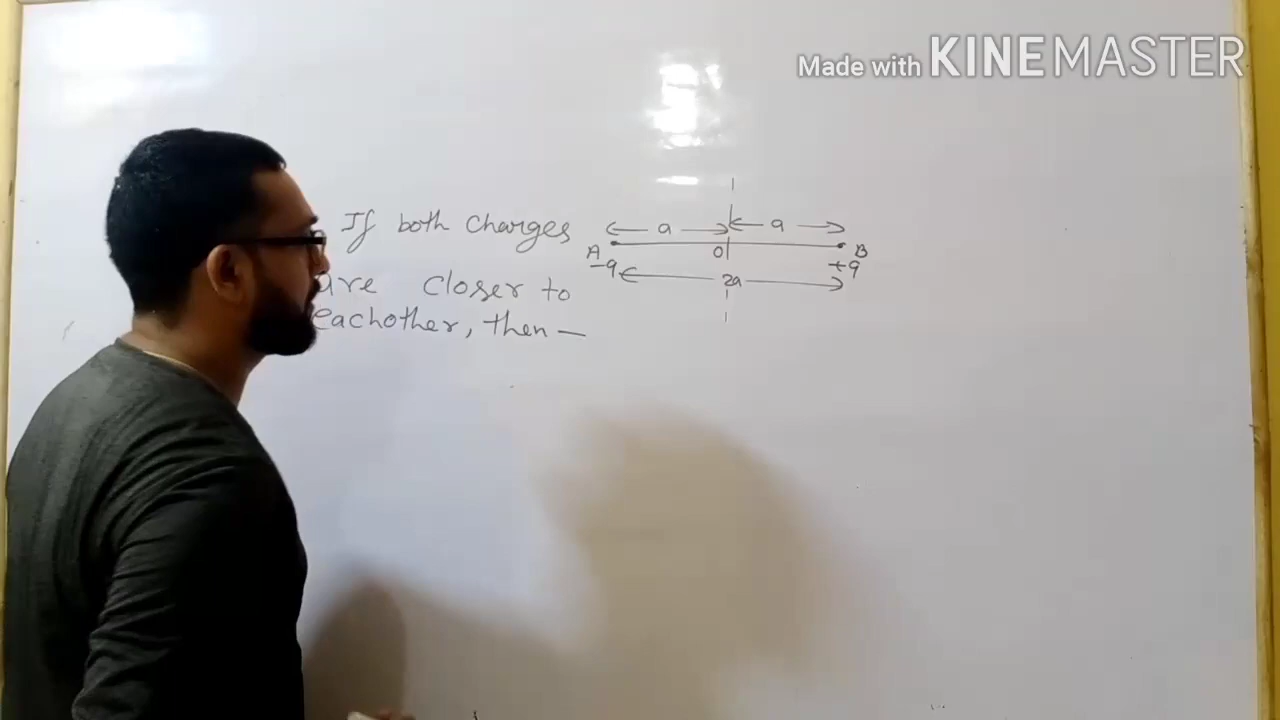 Made with KINEMASTER
If both charges
are closer to
eachother, then —
a a
A O B
-q +q
2a